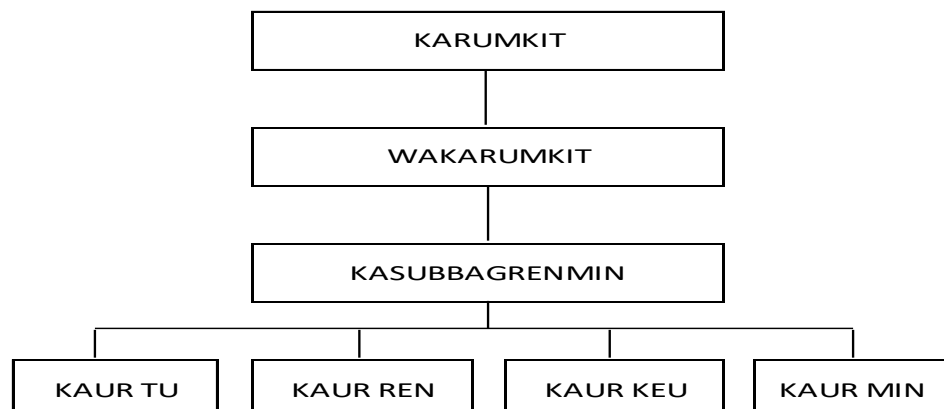 KARUMKIT
WAKARUMKIT
KASUBBAGRENMIN
KAUR TU
KAUR REN
KAUR KEU
KAUR MIN